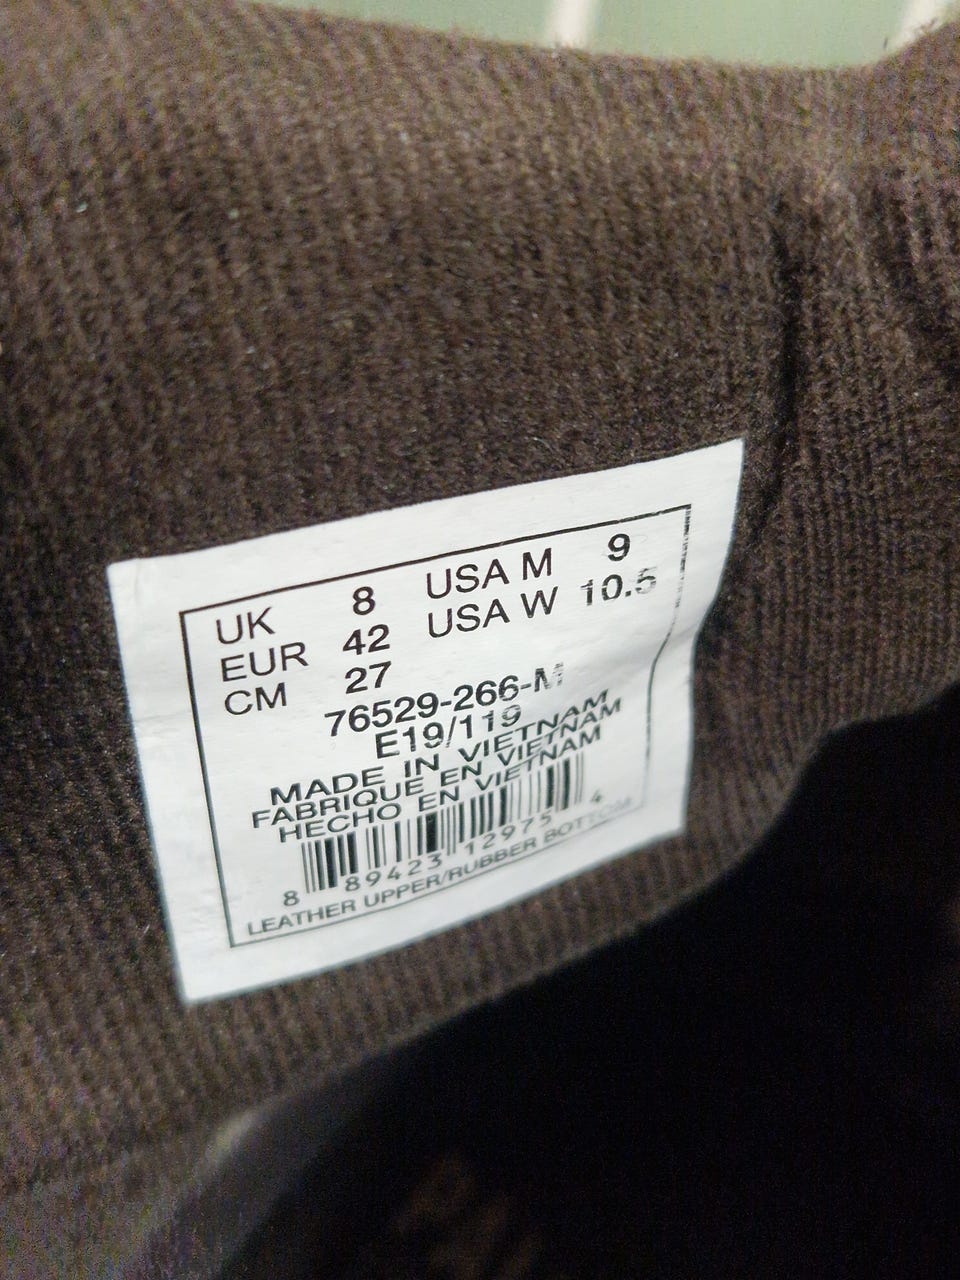 UK 8 USA M 9
EUR 42 USA W 10.5
CM 27
76529-266-M
E19/119
MADE IN VIETNAM
FABRIQUE EN VIETNAM
HECHO EN VIETNAM
8 89423 12975 4
LEATHER UPPER/RUBBER BOTTOM